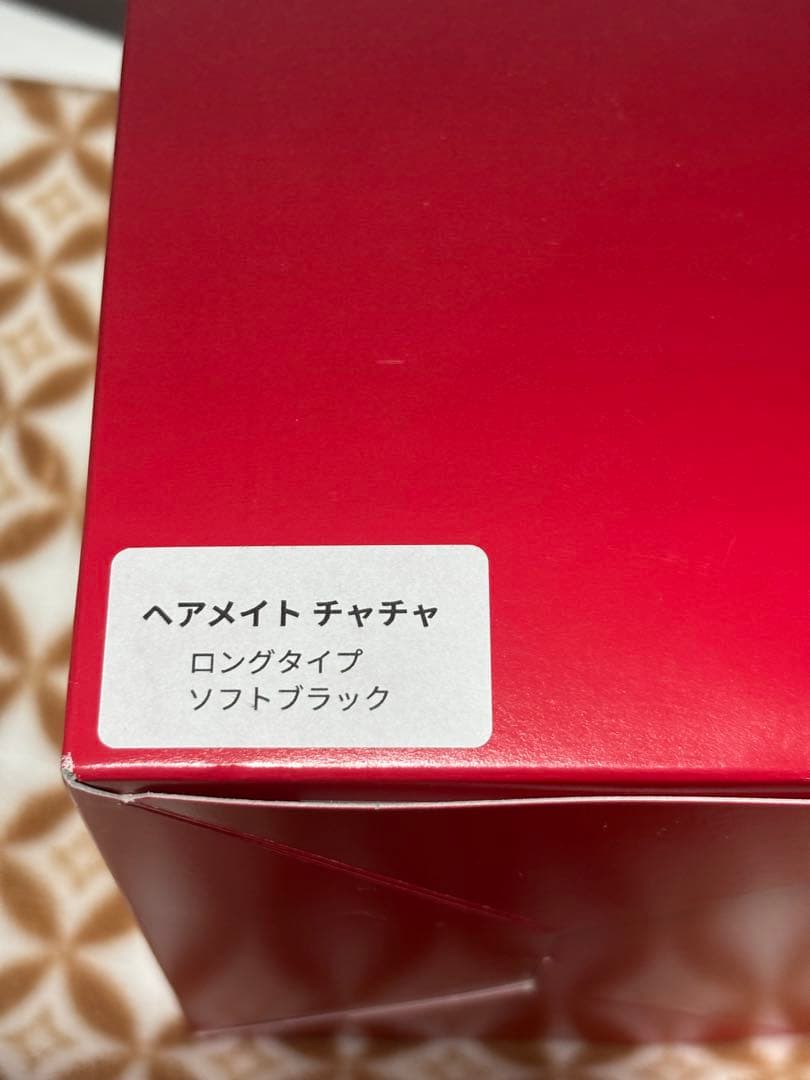 ヘアメイト チャチャ
ロングタイプ
ソフトブラック